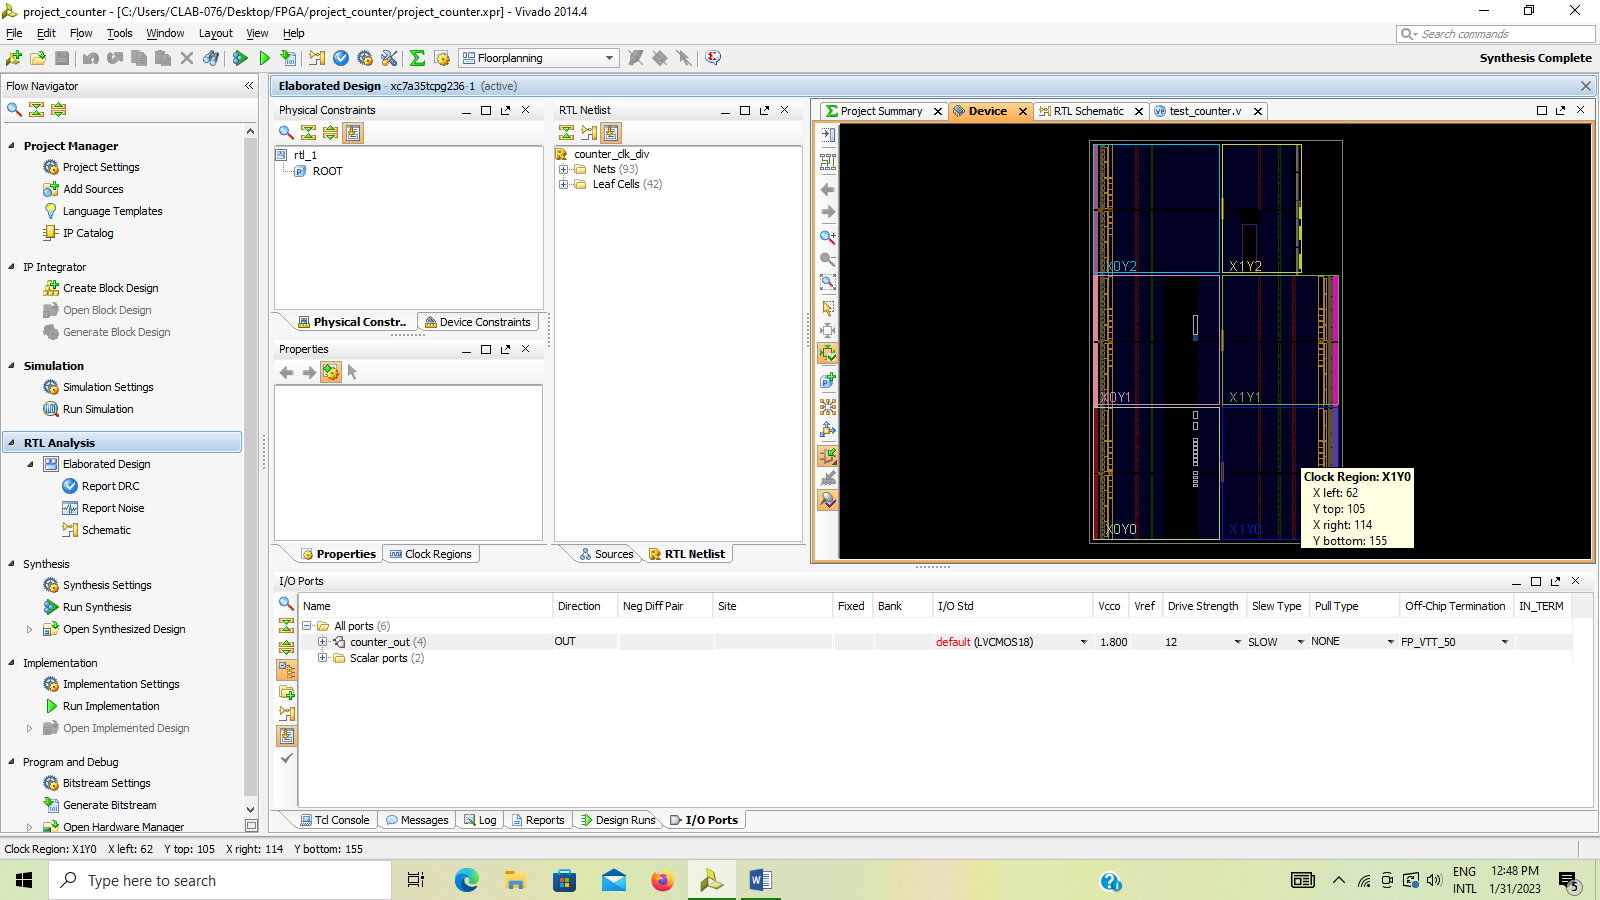 project_counter - [C:/Users/CLAB-076/Desktop/FPGA/project_counter/project_counter.xpr] - Vivado 2014.4
File Edit Flow Tools Window Layout View Help
Search commands
Floorplanning
Synthesis Complete
Flow Navigator
Project Manager
Project Settings
Add Sources
Language Templates
IP Catalog
IP Integrator
Create Block Design
Open Block Design
Generate Block Design
Simulation
Simulation Settings
Run Simulation
RTL Analysis
Elaborated Design
Report DRC
Report Noise
Schematic
Synthesis
Synthesis Settings
Run Synthesis
Open Synthesized Design
Implementation
Implementation Settings
Run Implementation
Open Implemented Design
Program and Debug
Bitstream Settings
Generate Bitstream
Open Hardware Manager
Elaborated Design - xc7a35tcpg236-1 (active)
Physical Constraints
rtl_1
ROOT
Physical Constr..
Device Constraints
Properties
Properties
Clock Regions
RTL Netlist
counter_clk_div
Nets (93)
Leaf Cells (42)
Sources
RTL Netlist
Project Summary
Device
RTL Schematic
test_counter.v
X0Y2
X1Y2
X0Y1
X1Y1
X0Y0
X1Y0
Clock Region: X1Y0
X left: 62
Y top: 105
X right: 114
Y bottom: 155
I/O Ports
Name Direction Neg Diff Pair Site Fixed Bank I/O Std Vcco Vref Drive Strength Slew Type Pull Type Off-Chip Termination IN_TERM
All ports (6)
counter_out (4) OUT default (LVCMOS18) 1.800 12 SLOW NONE FP_VTT_50
Scalar ports (2)
Tcl Console
Messages
Log
Reports
Design Runs
I/O Ports
Clock Region: X1Y0 X left: 62 Y top: 105 X right: 114 Y bottom: 155
Type here to search
ENG
INTL
12:48 PM
1/31/2023
5